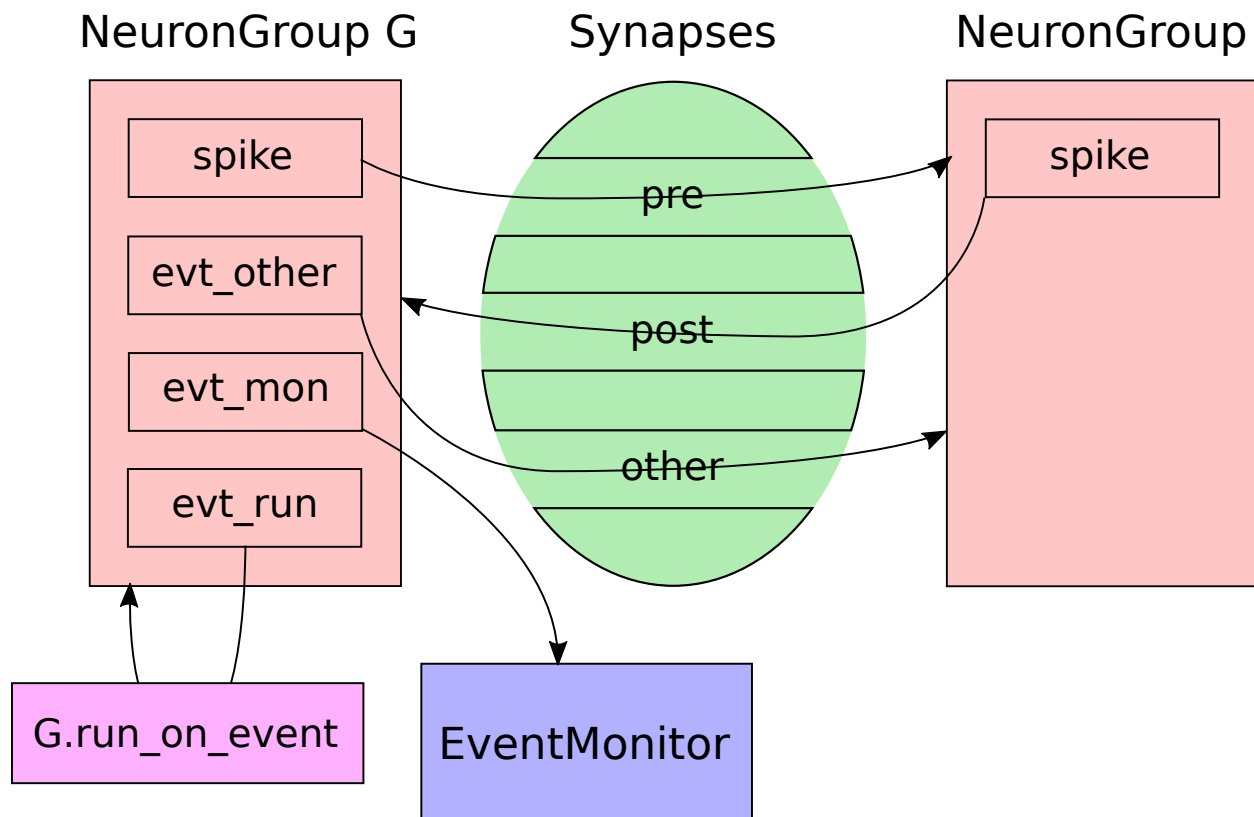 NeuronGroup G
Synapses
NeuronGroup
spike
pre
spike
evt_other
post
evt_mon
other
evt_run
G.run_on_event
EventMonitor